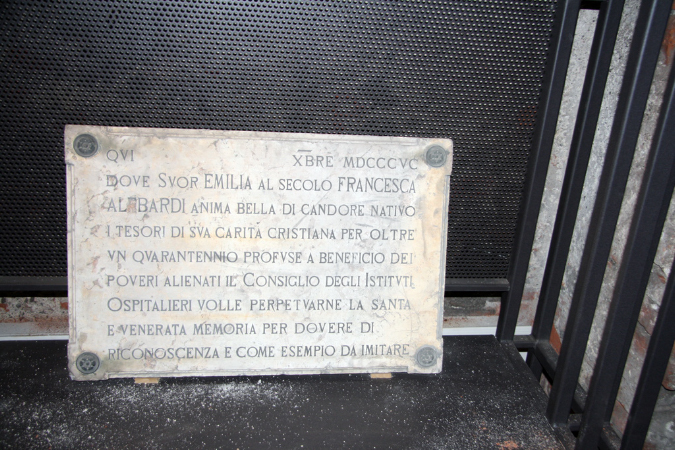 QVI X̅BRE MDCCCVC
DOVE SVOR EMILIA AL SECOLO FRANCESCA
BARDI ANIMA BELLA DI CANDORE NATIVO
I TESORI DI SVA CARITÀ CRISTIANA PER OLTRE
VN QVARANTENNIO PROFVSE A BENEFICIO DEI
POVERI ALIENATI IL CONSIGLIO DEGLI ISTITVTI
OSPITALIERI VOLLE PERPETVARNE LA SANTA
E VENERATA MEMORIA PER DOVERE DI
RICONOSCENZA E COME ESEMPIO DA IMITARE